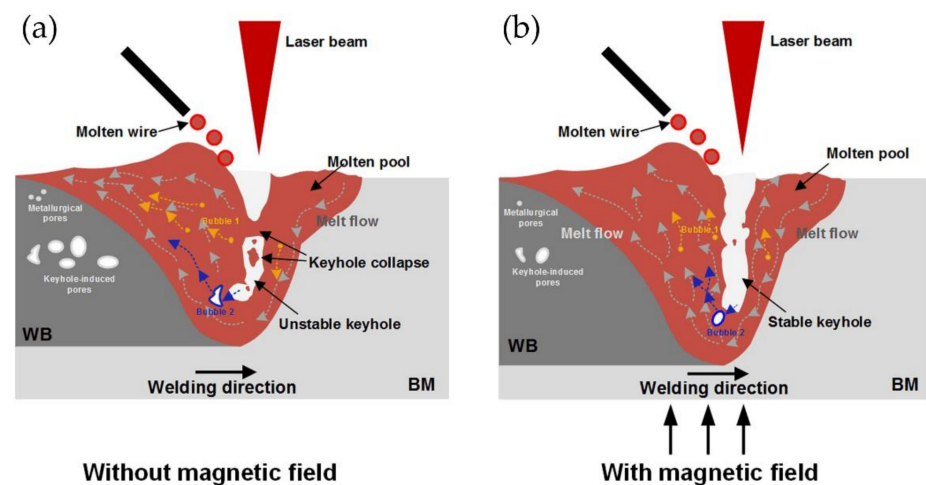 (a)
Laser beam
Molten wire
Molten pool
Metallurgical
pores
Bubble 1
Melt flow
Keyhole collapse
Keyhole-induced
pores
Bubble 2
Unstable keyhole
WB
Welding direction
BM
Without magnetic field
(b)
Laser beam
Molten wire
Molten pool
Metallurgical
pores
Melt flow
Bubble 1
Melt flow
Keyhole-induced
pores
Stable keyhole
Bubble 2
WB
Welding direction
BM
With magnetic field